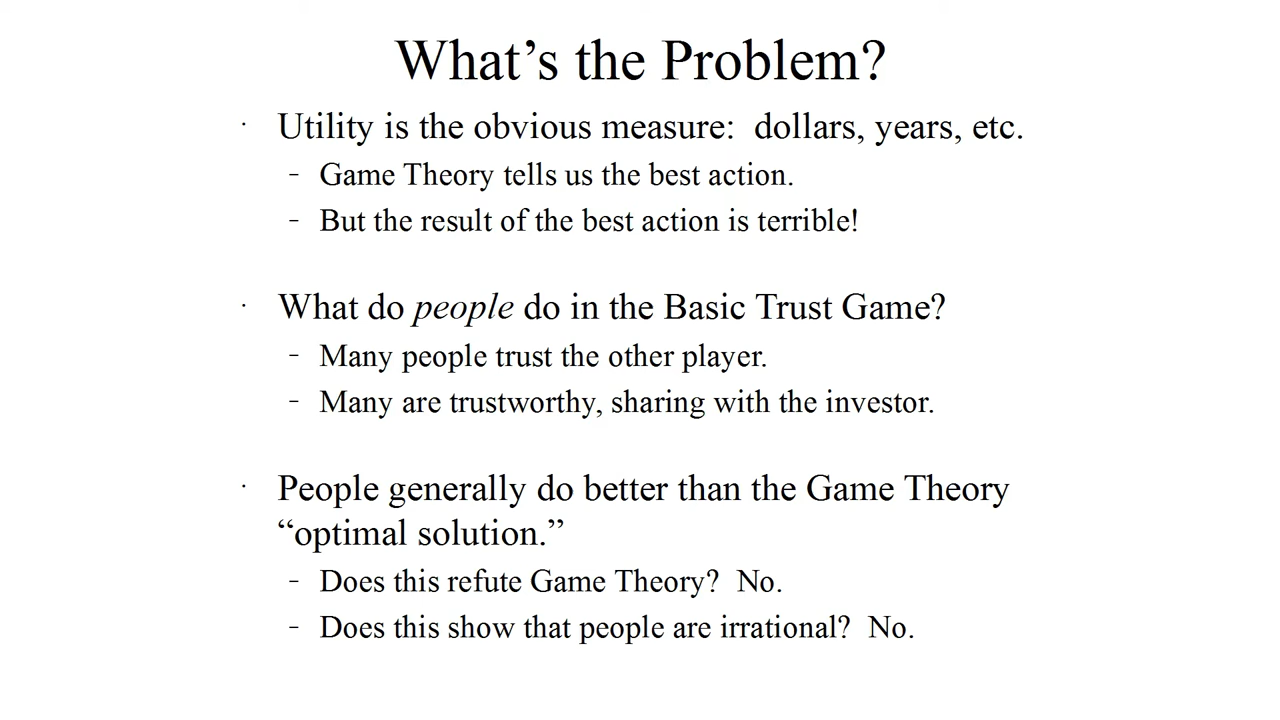 What’s the Problem?
· Utility is the obvious measure:  dollars, years, etc.
– Game Theory tells us the best action.
– But the result of the best action is terrible!
· What do people do in the Basic Trust Game?
– Many people trust the other player.
– Many are trustworthy, sharing with the investor.
· People generally do better than the Game Theory
“optimal solution.”
– Does this refute Game Theory?  No.
– Does this show that people are irrational?  No.